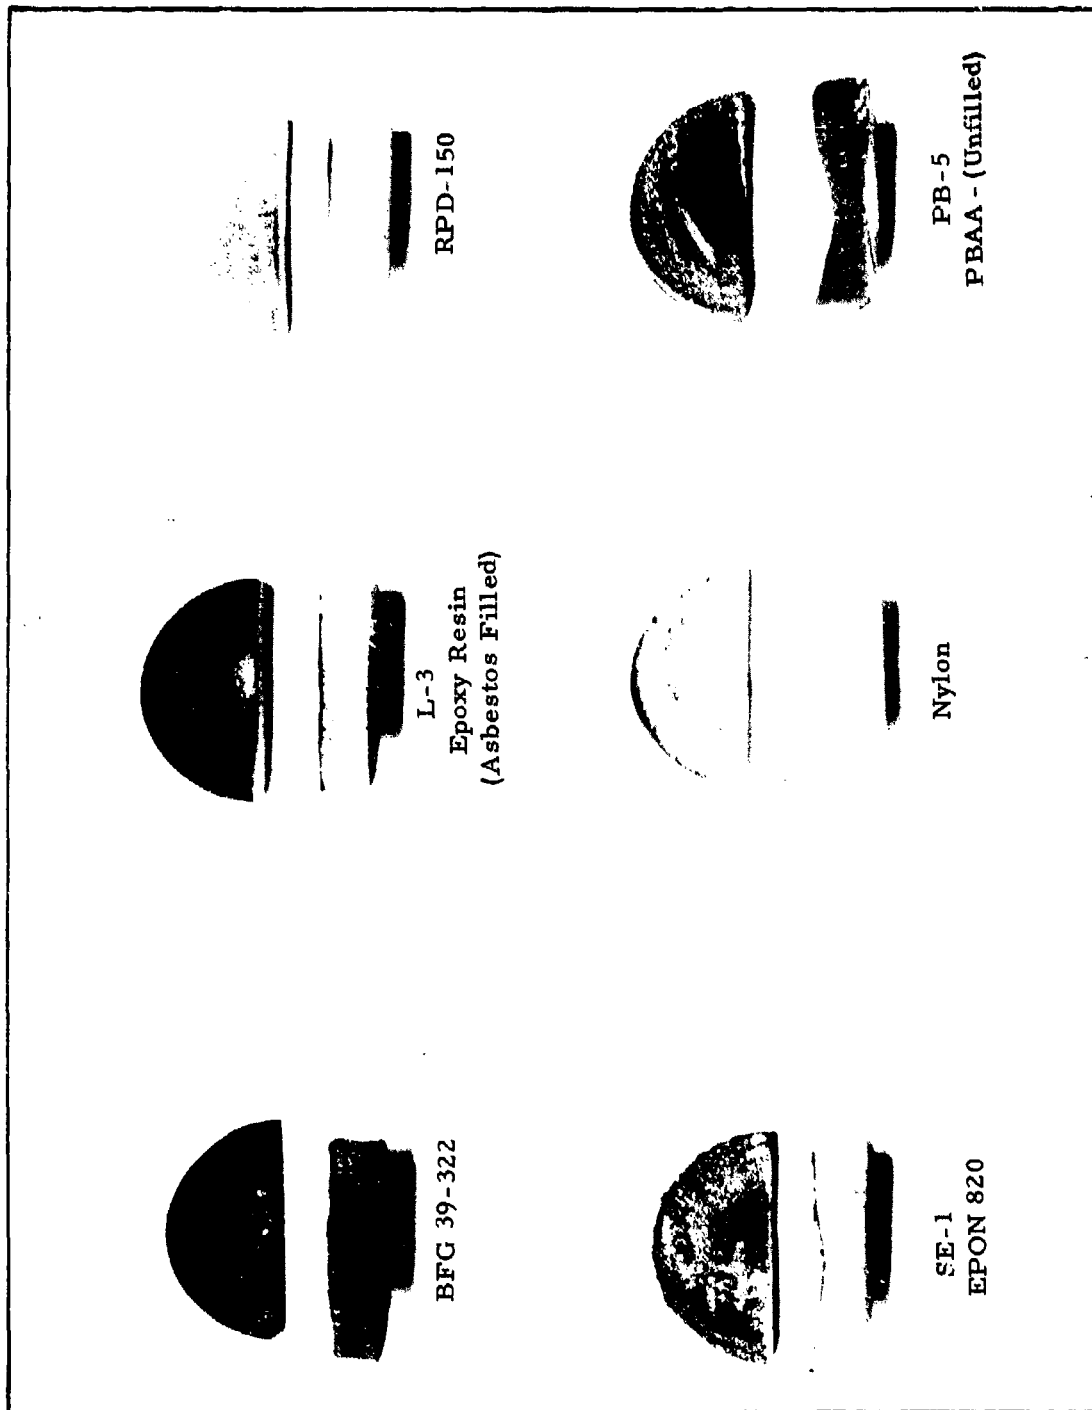 BFG 39-322
L-3
Epoxy Resin
(Asbestos Filled)
RPD-150
SE-1
EPON 820
Nylon
PB-5
PBAA - (Unfilled)